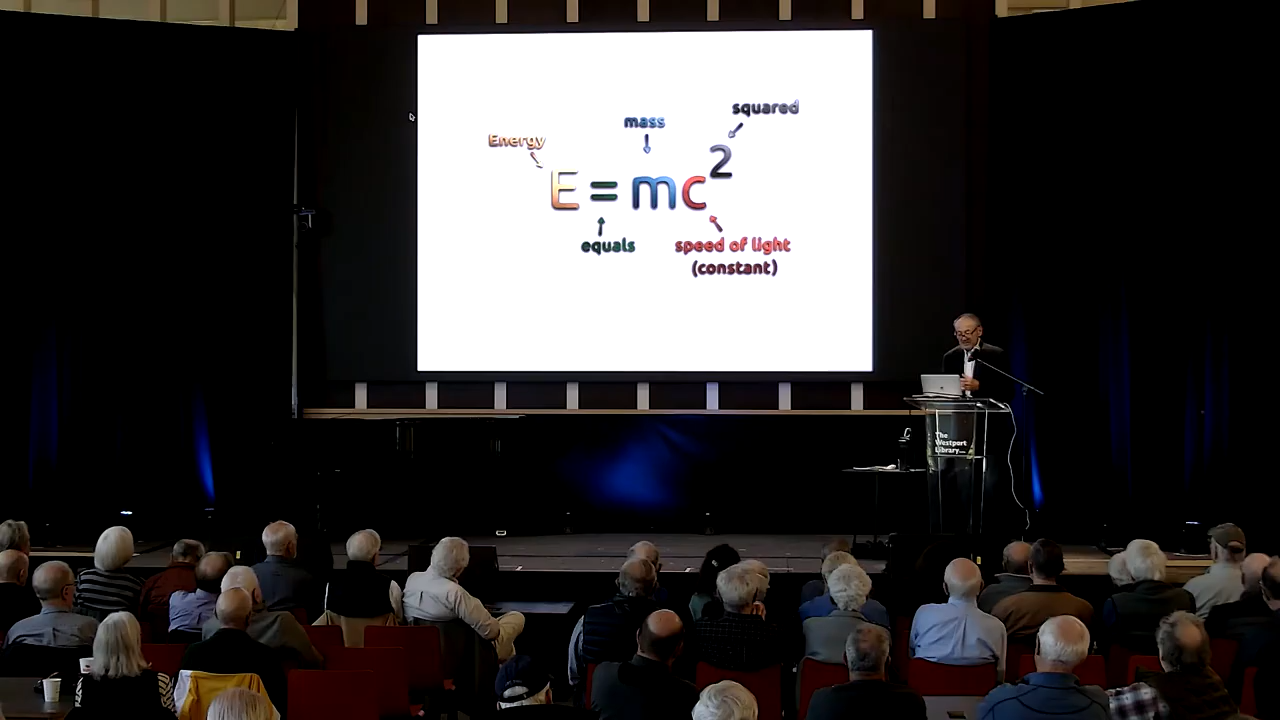 squared
mass
Energy
E = mc²
equals
speed of light
(constant)
The
Westport
Library